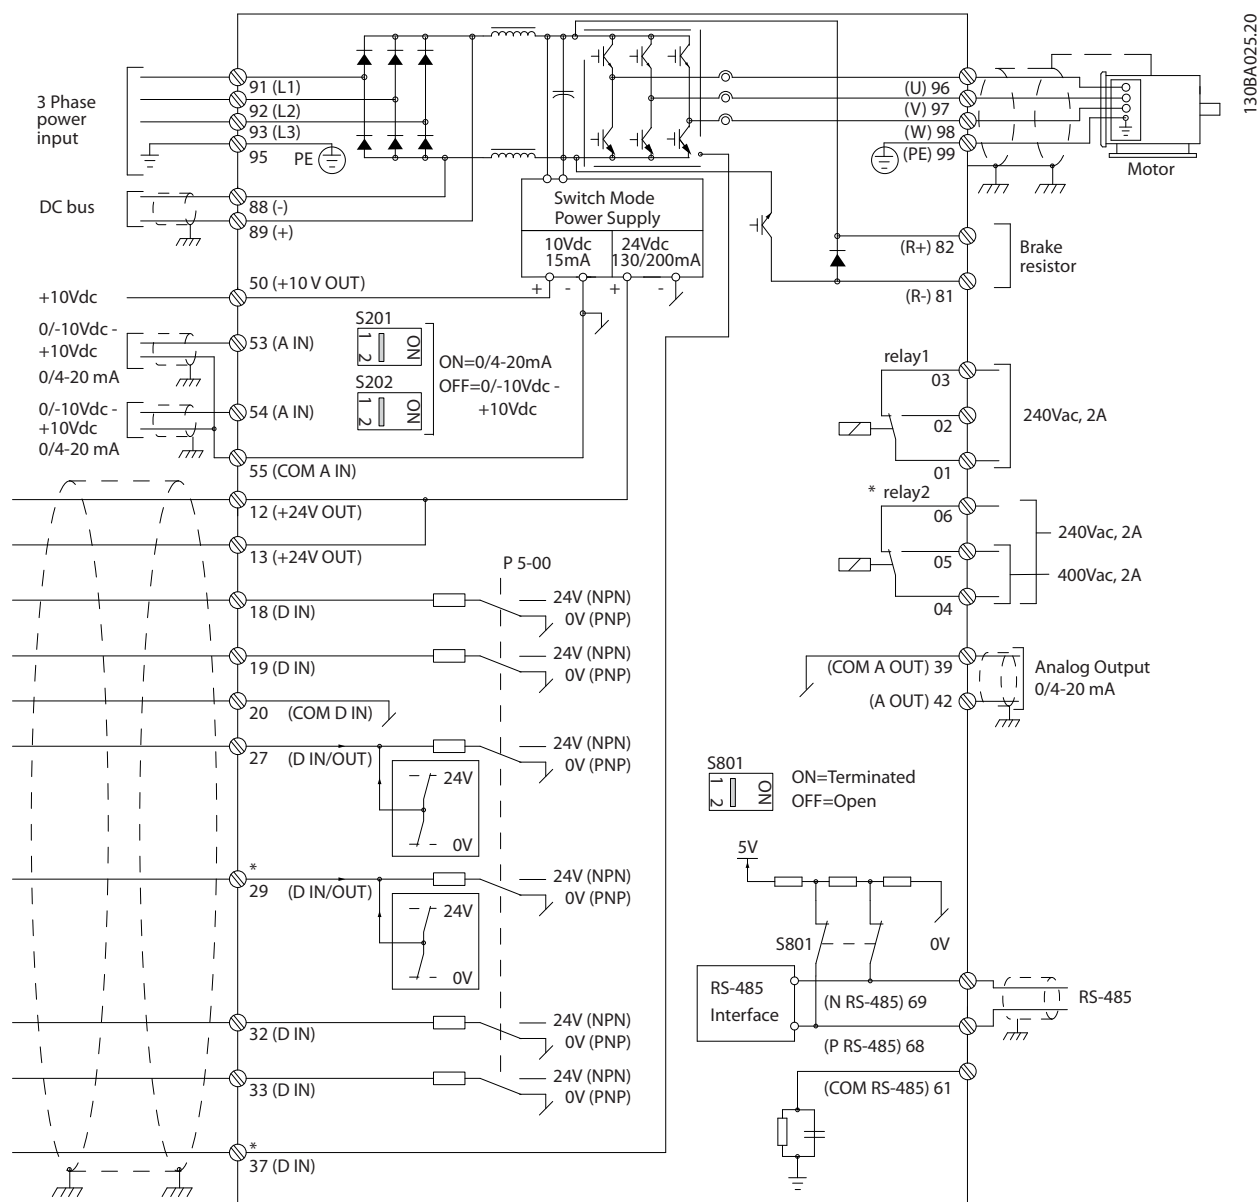 130BA025.20
3 Phase
power
input
91 (L1)
92 (L2)
93 (L3)
95
PE
DC bus
88 (-)
89 (+)
Switch Mode
Power Supply
10Vdc
15mA
24Vdc
130/200mA
+ - + -
(U) 96
(V) 97
(W) 98
(PE) 99
Motor
(R+) 82
(R-) 81
Brake
resistor
+10Vdc
50 (+10 V OUT)
0/-10Vdc -
+10Vdc
0/4-20 mA
53 (A IN)
0/-10Vdc -
+10Vdc
0/4-20 mA
54 (A IN)
55 (COM A IN)
S201
1 2 ON
S202
1 2 ON
ON=0/4-20mA
OFF=0/-10Vdc -
+10Vdc
relay1
03
02
01
240Vac, 2A
* relay2
06
05
04
240Vac, 2A
400Vac, 2A
12 (+24V OUT)
13 (+24V OUT)
P 5-00
18 (D IN)
24V (NPN)
0V (PNP)
19 (D IN)
24V (NPN)
0V (PNP)
20 (COM D IN)
27 (D IN/OUT)
24V (NPN)
0V (PNP)
24V
0V
*
29 (D IN/OUT)
24V (NPN)
0V (PNP)
24V
0V
32 (D IN)
24V (NPN)
0V (PNP)
33 (D IN)
24V (NPN)
0V (PNP)
*
37 (D IN)
(COM A OUT) 39
(A OUT) 42
Analog Output
0/4-20 mA
S801
1 2 ON
ON=Terminated
OFF=Open
5V
S801
0V
RS-485
Interface
(N RS-485) 69
(P RS-485) 68
RS-485
(COM RS-485) 61